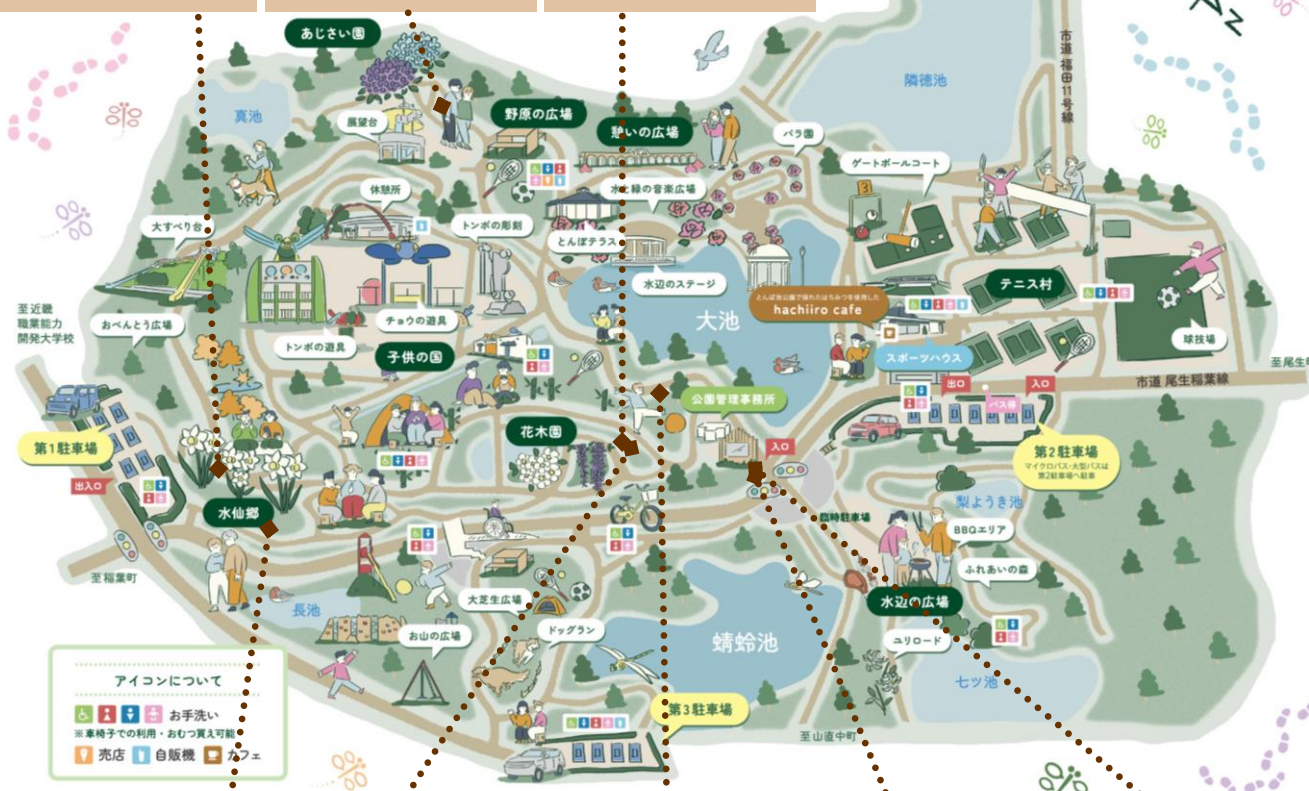 あじさい園
N
市道 福田11号線
真池
展望台
野原の広場
憩いの広場
隣徳池
バラ園
ゲートボールコート
休憩所
水と緑の音楽広場
大すべり台
トンボの彫刻
とんぼテラス
水辺のステージ
テニス村
3
とんぼ池公園で採れたはちみつを使用した
hachiiro cafe
至近畿
職業能力
開発大学校
おべんとう広場
チョウの遊具
トンボの遊具
子供の国
大池
スポーツハウス
球技場
至尾生町
市道 尾生稲葉線
出口
入口
バス停
公園管理事務所
花木園
入口
第1駐車場
出入口
第2駐車場
マイクロバス・大型バスは
第2駐車場へ駐車
水仙郷
臨時駐車場
梨ようき池
BBQエリア
ふれあいの森
至稲葉町
長池
大芝生広場
お山の広場
ドッグラン
蜻蛉池
水辺の広場
ユリロード
七ツ池
第3駐車場
至山直中町
アイコンについて
お手洗い
※車椅子での利用・おむつ買え可能
売店
自販機
カフェ